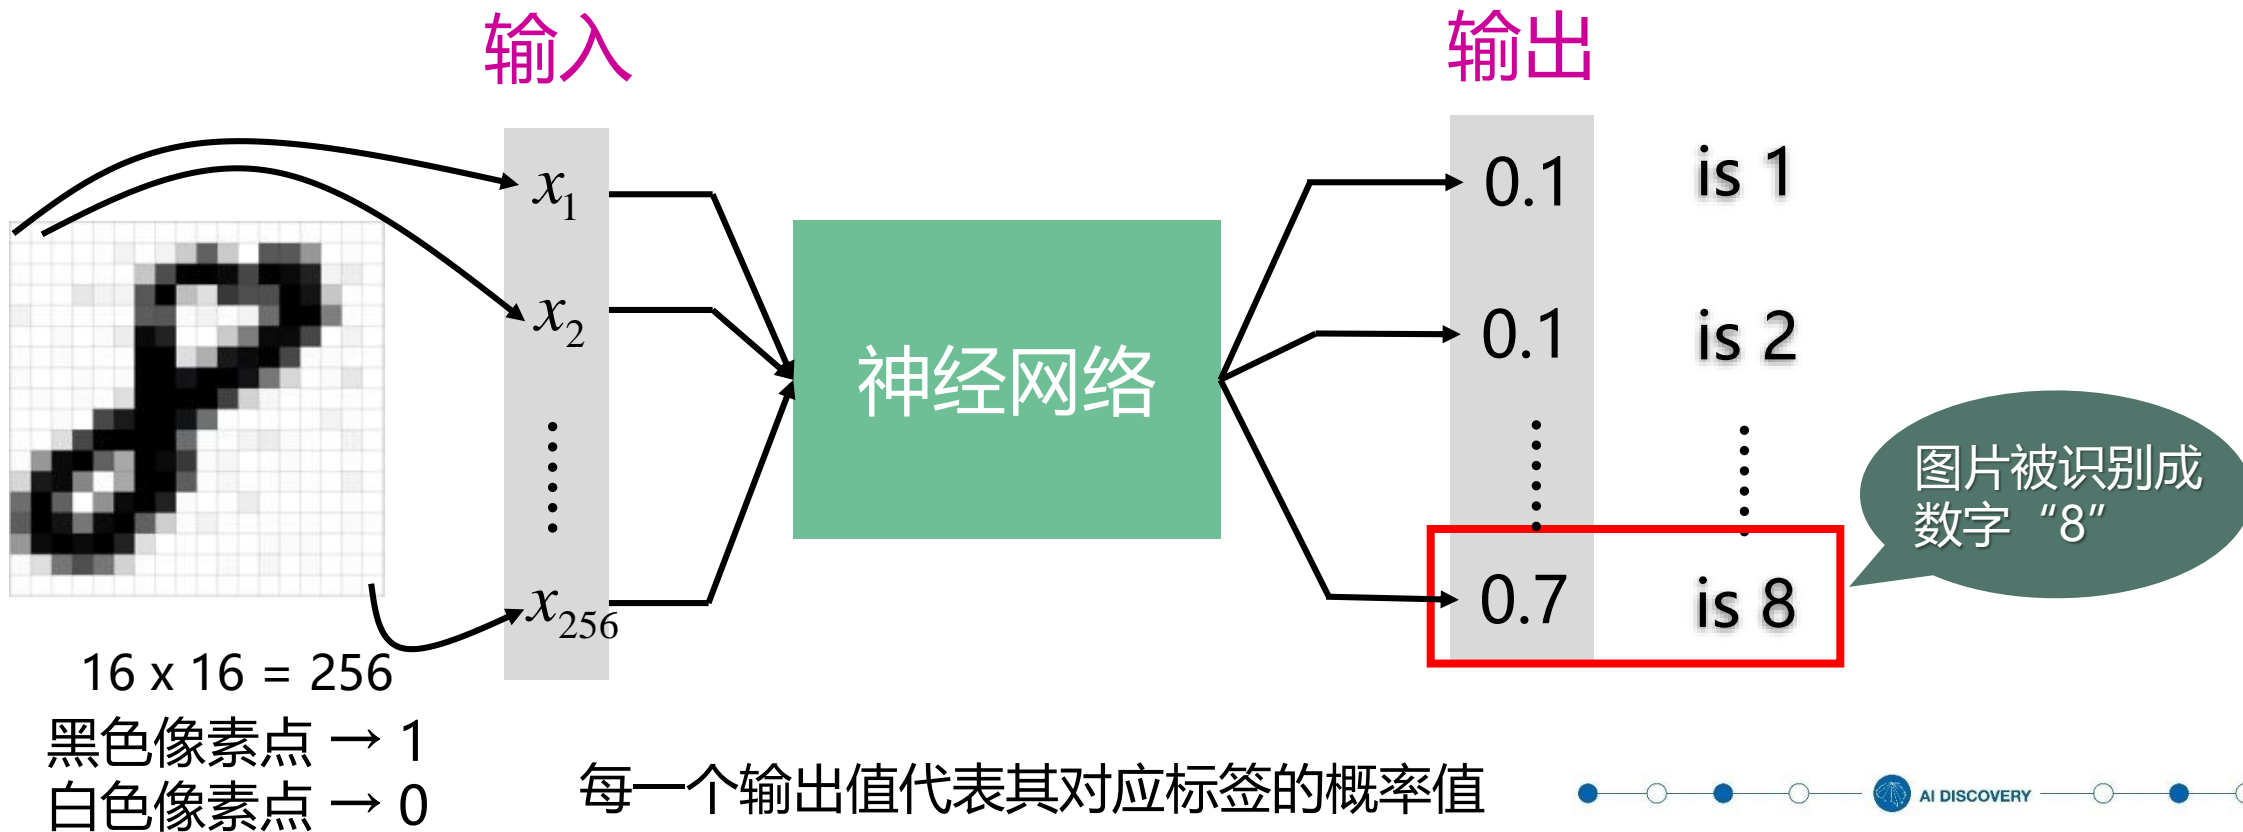 输入
输出
x1
0.1 is 1
x2
0.1 is 2
神经网络
图片被识别成
数字“8”
x256
0.7 is 8
16 x 16 = 256
黑色像素点 → 1
白色像素点 → 0
每一个输出值代表其对应标签的概率值
AI DISCOVERY